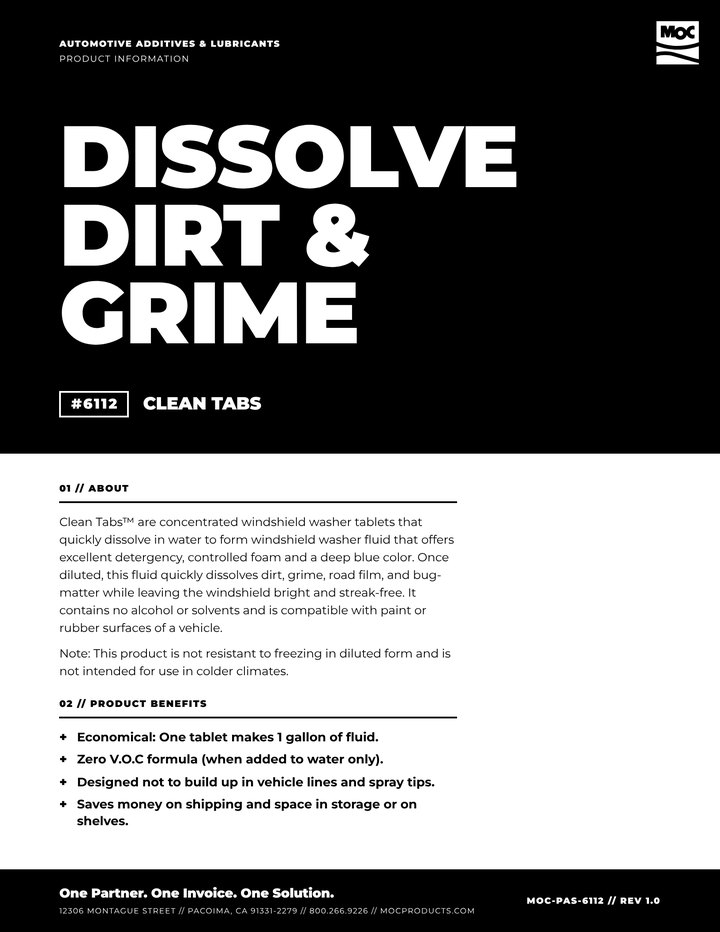 AUTOMOTIVE ADDITIVES & LUBRICANTS
PRODUCT INFORMATION
MOC
DISSOLVE
DIRT &
GRIME
#6112 CLEAN TABS
01 // ABOUT
Clean Tabs™ are concentrated windshield washer tablets that
quickly dissolve in water to form windshield washer fluid that offers
excellent detergency, controlled foam and a deep blue color. Once
diluted, this fluid quickly dissolves dirt, grime, road film, and bug-
matter while leaving the windshield bright and streak-free. It
contains no alcohol or solvents and is compatible with paint or
rubber surfaces of a vehicle.
Note: This product is not resistant to freezing in diluted form and is
not intended for use in colder climates.
02 // PRODUCT BENEFITS
+ Economical: One tablet makes 1 gallon of fluid.
+ Zero V.O.C formula (when added to water only).
+ Designed not to build up in vehicle lines and spray tips.
+ Saves money on shipping and space in storage or on
shelves.
One Partner. One Invoice. One Solution.
12306 MONTAGUE STREET // PACOIMA, CA 91331-2279 // 800.266.9226 // MOCPRODUCTS.COM
MOC-PAS-6112 // REV 1.0